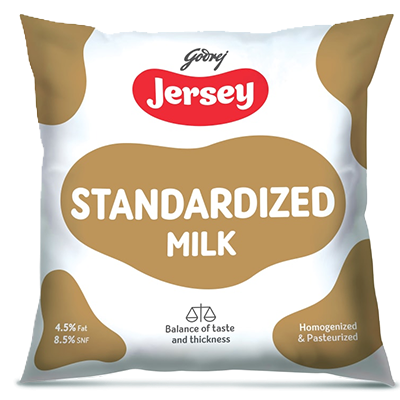 Godrej
Jersey
STANDARDIZED
MILK
4.5% Fat
8.5% SNF
Balance of taste
and thickness
Homogenized
& Pasteurized